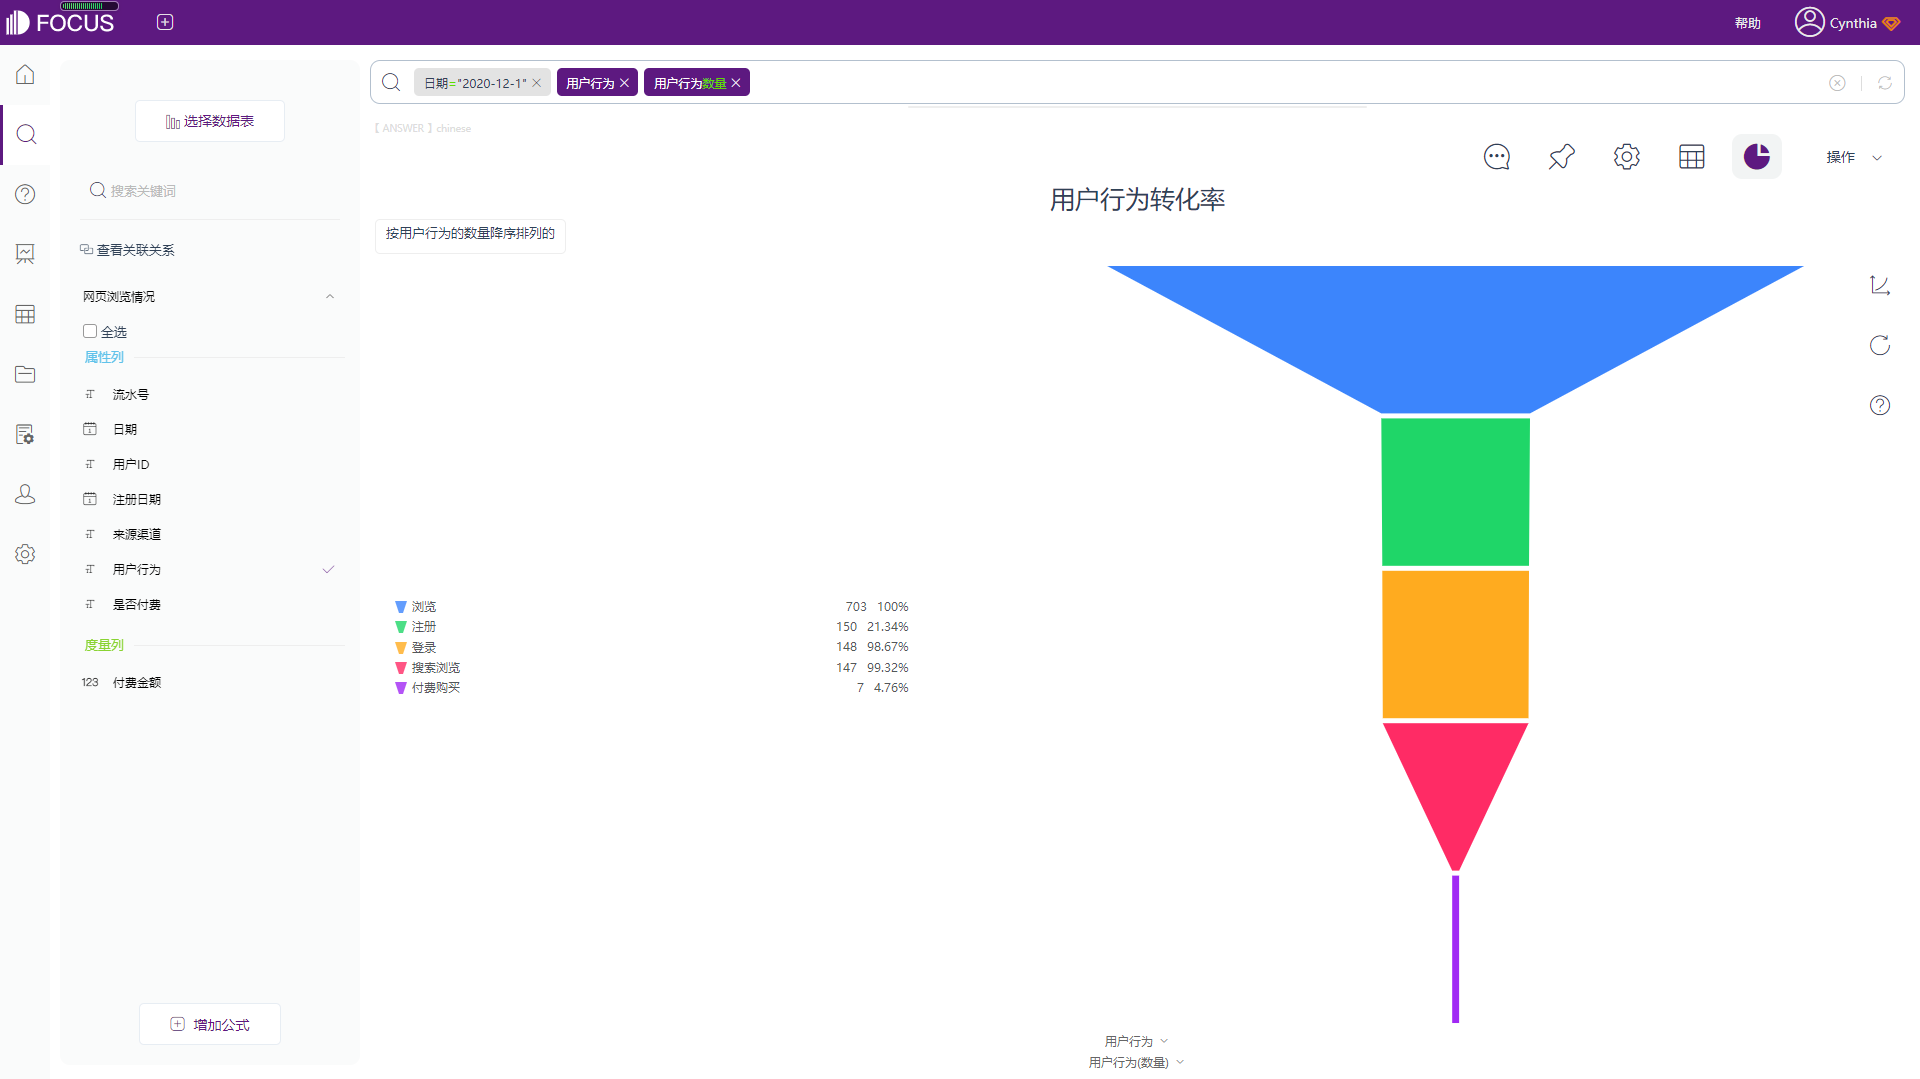 FOCUS
帮助
Cynthia
日期="2020-12-1"
用户行为
用户行为数量
选择数据表
【 ANSWER 】chinese
操作
搜索关键词
用户行为转化率
按用户行为的数量降序排列的
查看关联关系
网页浏览情况
全选
属性列
流水号
日期
用户ID
注册日期
来源渠道
用户行为
是否付费
度量列
123 付费金额
浏览 703 100%
注册 150 21.34%
登录 148 98.67%
搜索浏览 147 99.32%
付费购买 7 4.76%
增加公式
用户行为
用户行为(数量)